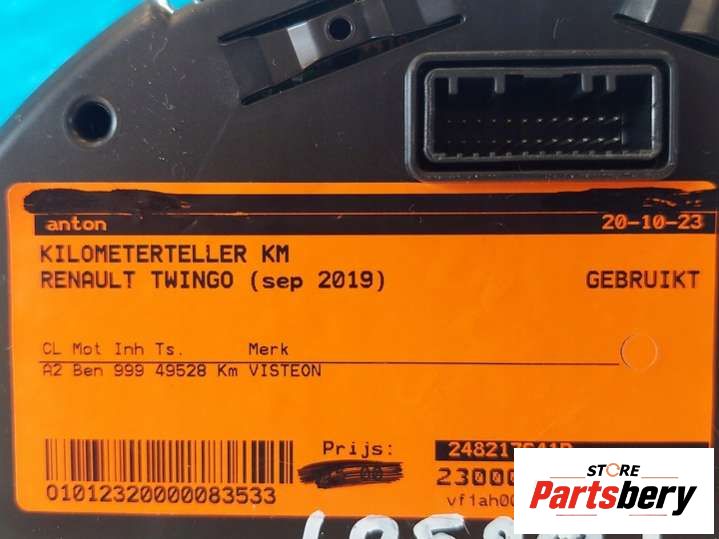 anton 20-10-23
KILOMETERTELLER KM
RENAULT TWINGO (sep 2019) GEBRUIKT
CL Mot Inh Ts. Merk
A2 Ben 999 49528 Km VISTEON
Prijs:
01012320000083533
STORE
Partsbery